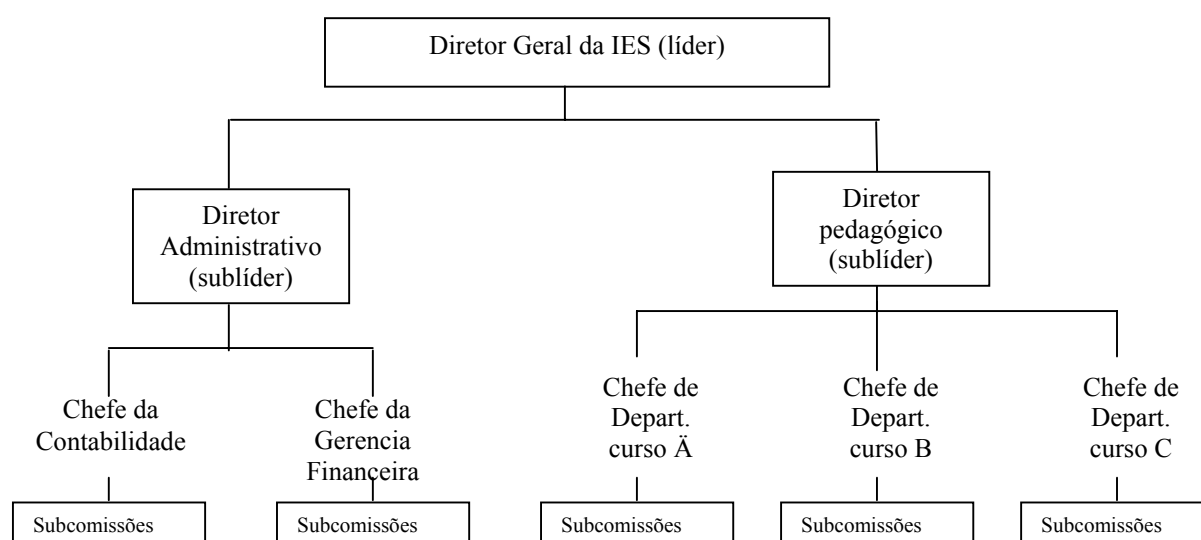 Diretor Geral da IES (líder)
Diretor
Administrativo
(sublíder)
Diretor
pedagógico
(sublíder)
Chefe da
Contabilidade
Chefe da
Gerencia
Financeira
Chefe de
Depart.
curso Ä
Chefe de
Depart.
curso B
Chefe de
Depart.
curso C
Subcomissões
Subcomissões
Subcomissões
Subcomissões
Subcomissões